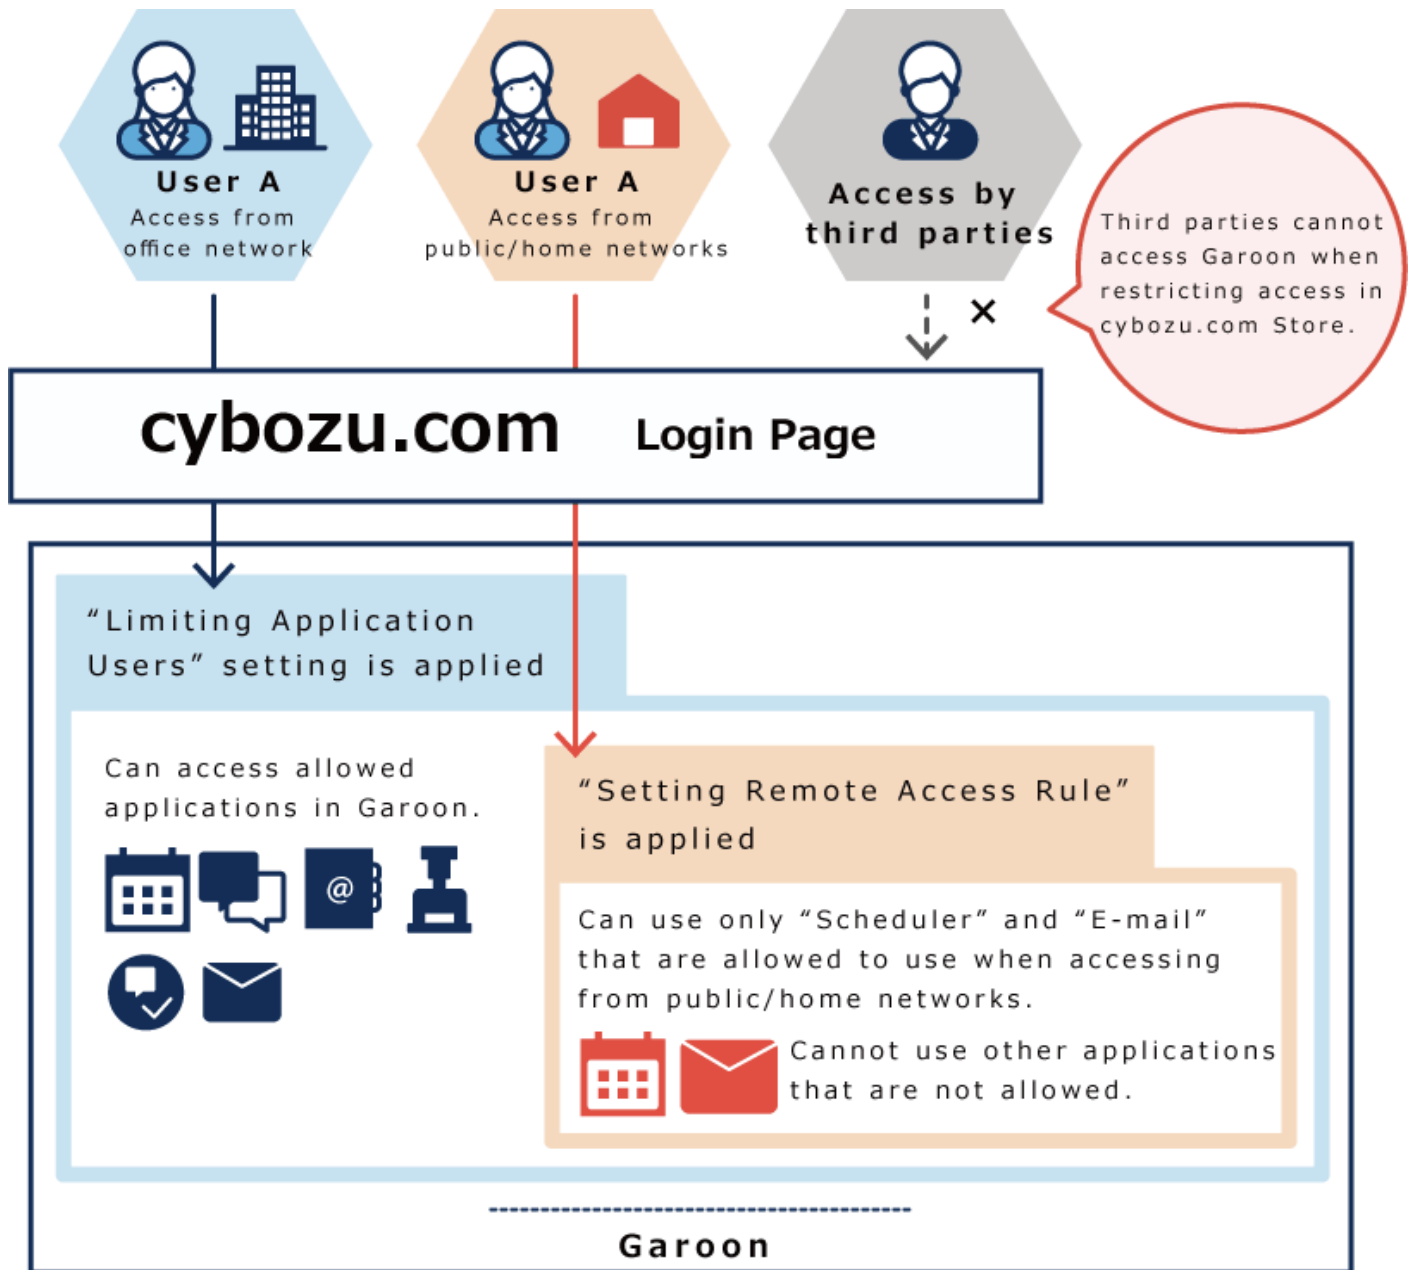 User A
Access from
office network
User A
Access from
public/home networks
Access by
third parties
×
Third parties cannot
access Garoon when
restricting access in
cybozu.com Store.
cybozu.com Login Page
“Limiting Application
Users” setting is applied
Can access allowed
applications in Garoon.
@
“Setting Remote Access Rule”
is applied
Can use only “Scheduler” and “E-mail”
that are allowed to use when accessing
from public/home networks.
Cannot use other applications
that are not allowed.
Garoon